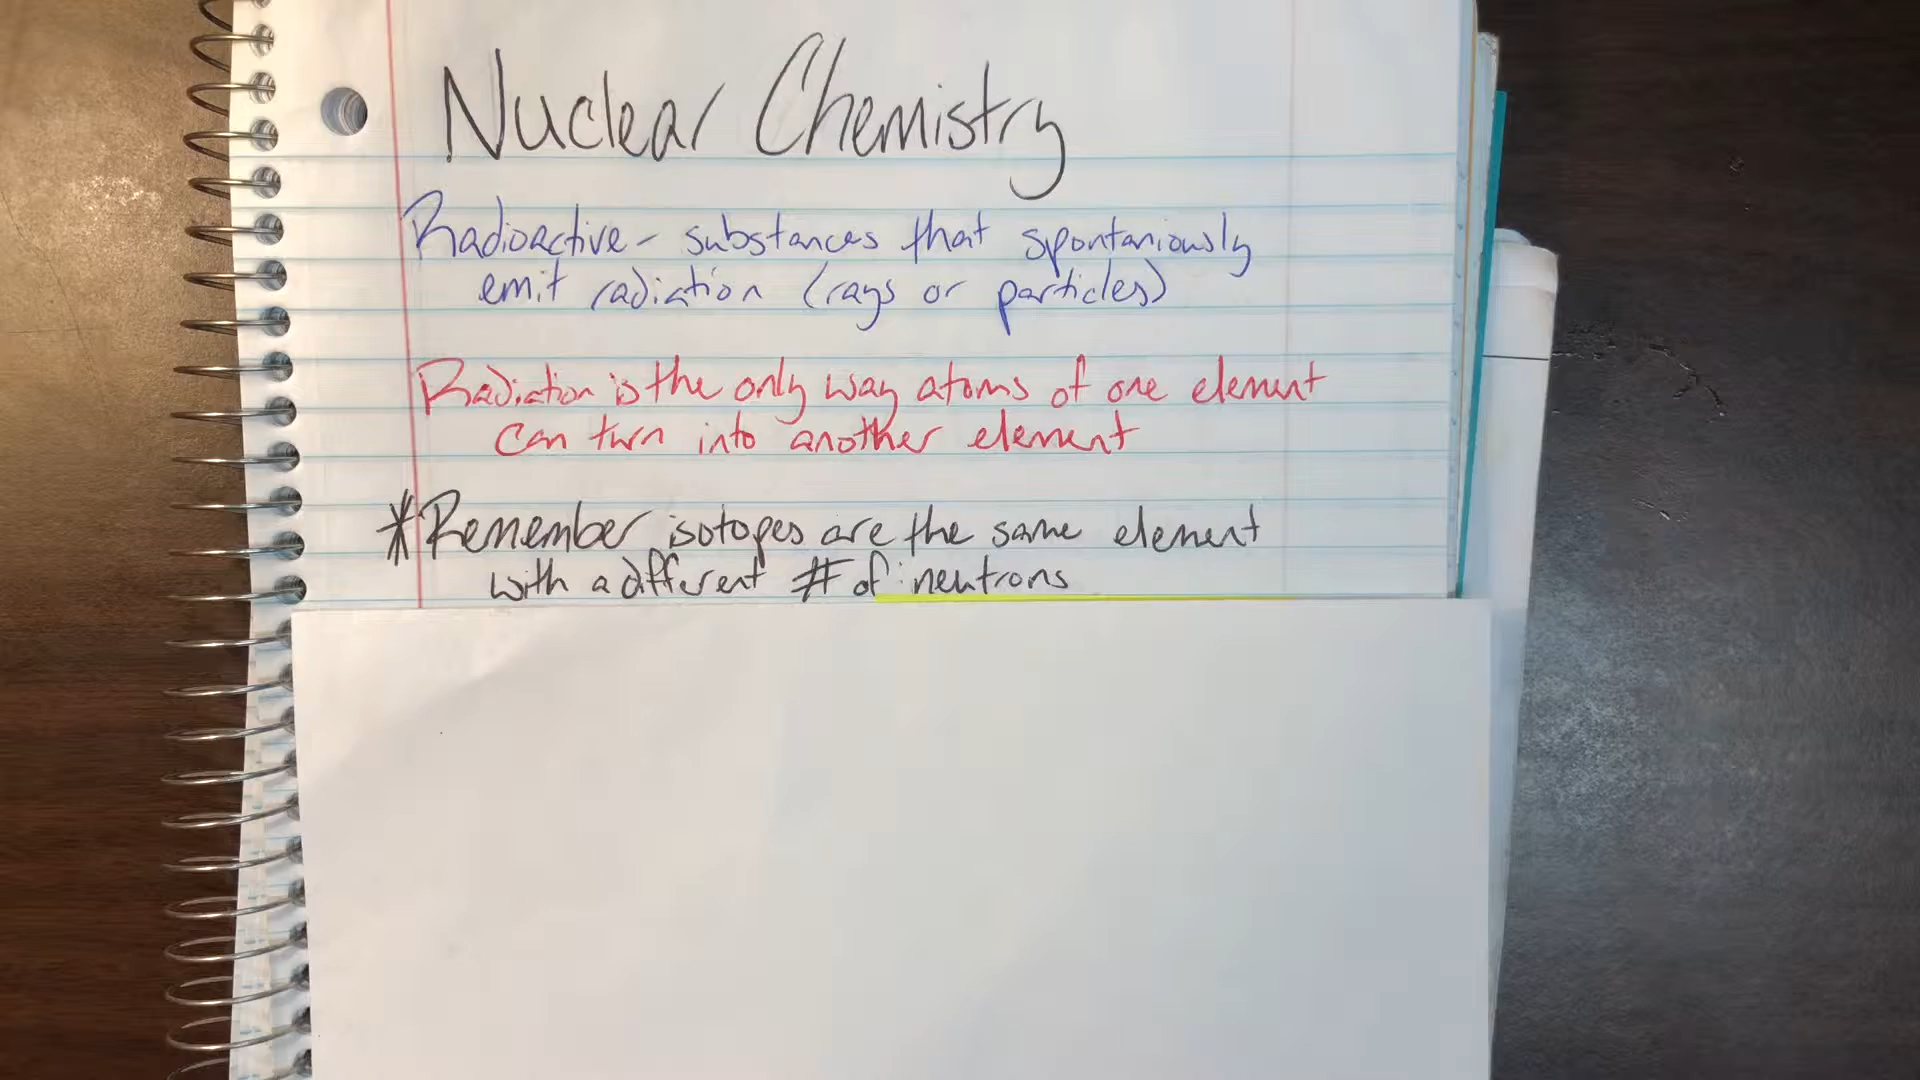 Nuclear Chemistry
Radioactive - substances that spontaniously
emit radiation (rays or particles)
Radiation is the only way atoms of one element
can turn into another element
*Remember isotopes are the same element
with a different # of neutrons